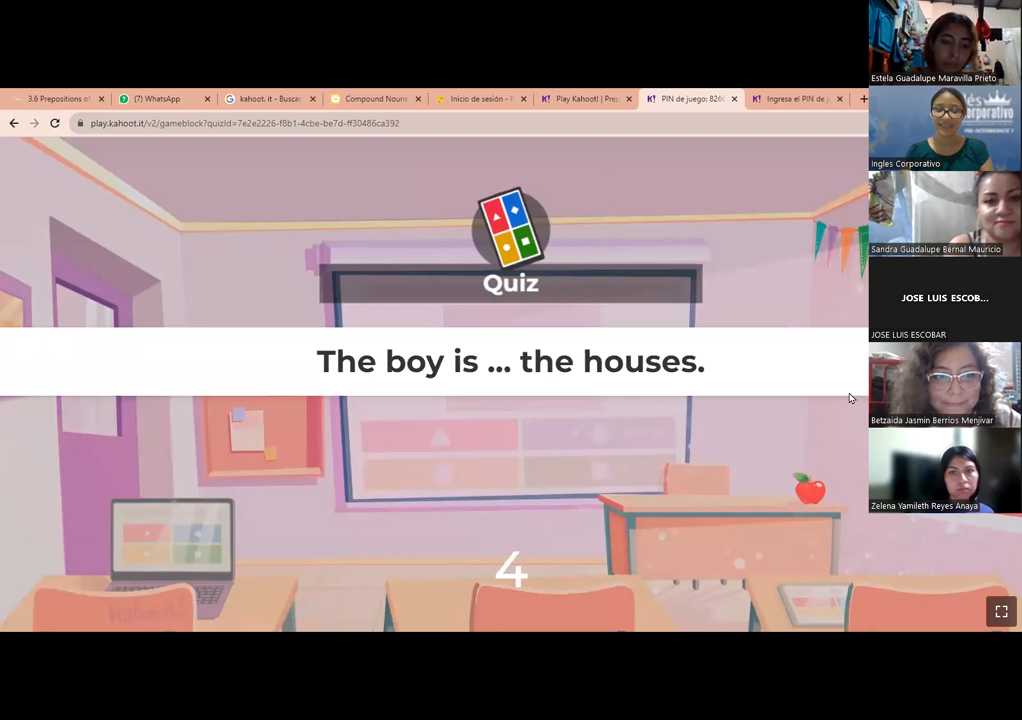 3.6 Prepositions of
(7) WhatsApp
kahoot. it - Busca
Compound Nouns
Inicio de sesión -
Play Kahoot! | Prep
PIN de juego: 826
Ingresa el PIN de j
play.kahoot.it/v2/gameblock?quizId=7e2e2226-f8b1-4cbe-be7d-ff30486ca392
Quiz
The boy is ... the houses.
4
Kahoot!
Estela Guadalupe Maravilla Prieto
Ingles Corporativo
Sandra Guadalupe Bernal Mauricio
JOSE LUIS ESCOB...
JOSE LUIS ESCOBAR
Betzaida Jasmin Berrios Menjivar
Zelena Yamileth Reyes Anaya